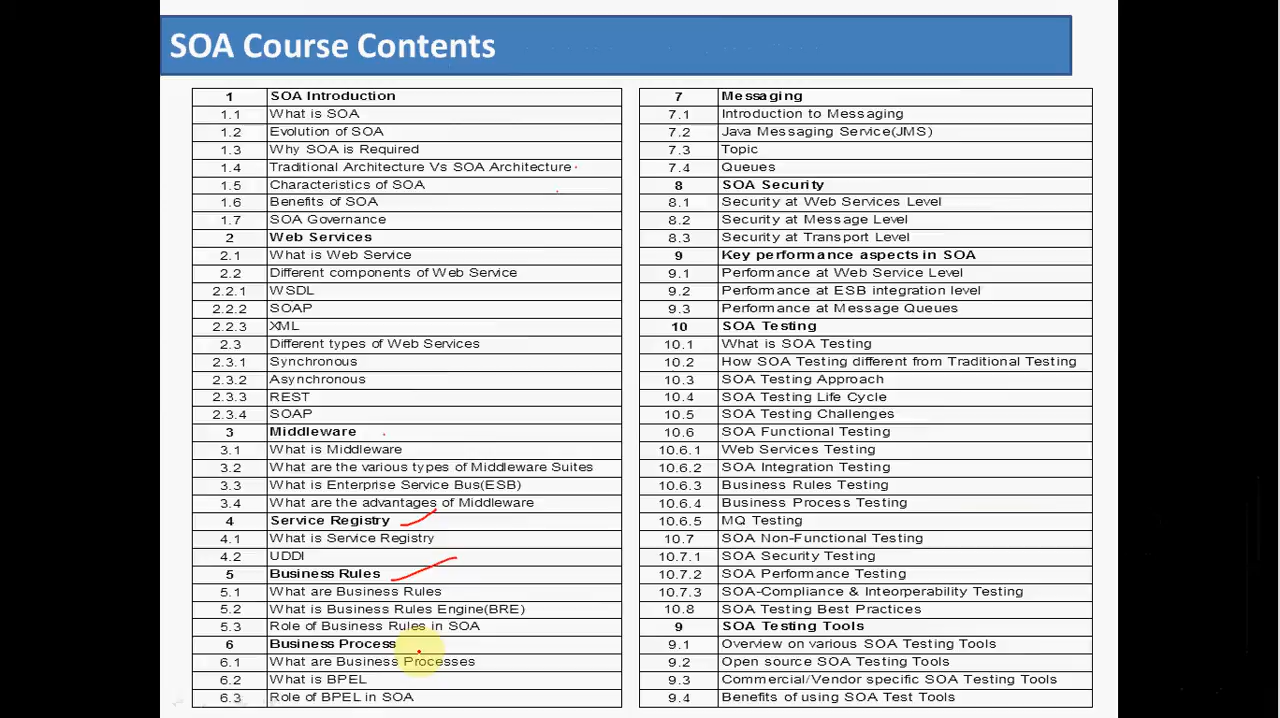 SOA Course Contents
1 SOA Introduction
1.1 What is SOA
1.2 Evolution of SOA
1.3 Why SOA is Required
1.4 Traditional Architecture Vs SOA Architecture
1.5 Characteristics of SOA
1.6 Benefits of SOA
1.7 SOA Governance
2 Web Services
2.1 What is Web Service
2.2 Different components of Web Service
2.2.1 WSDL
2.2.2 SOAP
2.2.3 XML
2.3 Different types of Web Services
2.3.1 Synchronous
2.3.2 Asynchronous
2.3.3 REST
2.3.4 SOAP
3 Middleware
3.1 What is Middleware
3.2 What are the various types of Middleware Suites
3.3 What is Enterprise Service Bus(ESB)
3.4 What are the advantages of Middleware
4 Service Registry
4.1 What is Service Registry
4.2 UDDI
5 Business Rules
5.1 What are Business Rules
5.2 What is Business Rules Engine(BRE)
5.3 Role of Business Rules in SOA
6 Business Process
6.1 What are Business Processes
6.2 What is BPEL
6.3 Role of BPEL in SOA
7 Messaging
7.1 Introduction to Messaging
7.2 Java Messaging Service(JMS)
7.3 Topic
7.4 Queues
8 SOA Security
8.1 Security at Web Services Level
8.2 Security at Message Level
8.3 Security at Transport Level
9 Key performance aspects in SOA
9.1 Performance at Web Service Level
9.2 Performance at ESB integration level
9.3 Performance at Message Queues
10 SOA Testing
10.1 What is SOA Testing
10.2 How SOA Testing different from Traditional Testing
10.3 SOA Testing Approach
10.4 SOA Testing Life Cycle
10.5 SOA Testing Challenges
10.6 SOA Functional Testing
10.6.1 Web Services Testing
10.6.2 SOA Integration Testing
10.6.3 Business Rules Testing
10.6.4 Business Process Testing
10.6.5 MQ Testing
10.7 SOA Non-Functional Testing
10.7.1 SOA Security Testing
10.7.2 SOA Performance Testing
10.7.3 SOA-Compliance & Inteorperability Testing
10.8 SOA Testing Best Practices
9 SOA Testing Tools
9.1 Overview on various SOA Testing Tools
9.2 Open source SOA Testing Tools
9.3 Commercial/Vendor specific SOA Testing Tools
9.4 Benefits of using SOA Test Tools